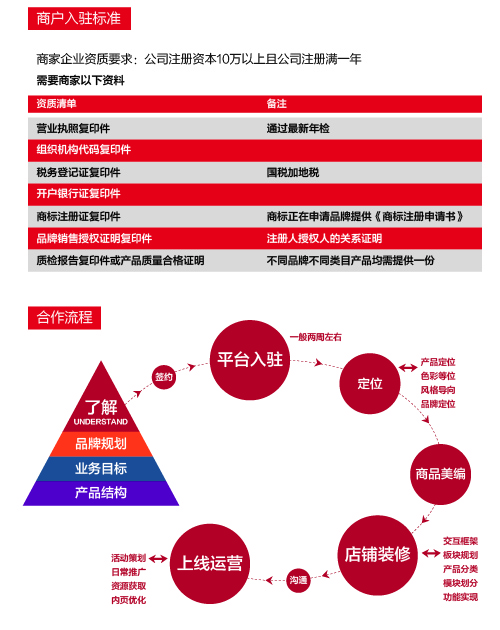 商户入驻标准
商家企业资质要求：公司注册资本10万以上且公司注册满一年
需要商家以下资料
资质清单 备注
营业执照复印件 通过最新年检
组织机构代码复印件
税务登记证复印件 国税加地税
开户银行证复印件
商标注册证复印件 商标正在申请品牌提供《商标注册申请书》
品牌销售授权证明复印件 注册人授权人的关系证明
质检报告复印件或产品质量合格证明 不同品牌不同类目产品均需提供一份
合作流程
了解
UNDERSTAND
品牌规划
业务目标
产品结构
签约
平台入驻
一般两周左右
定位
产品定位
色彩等位
风格导向
品牌定位
商品美编
店铺装修
交互框架
板块规划
产品分类
模块划分
功能实现
沟通
上线运营
活动策划
日常推广
资源获取
内页优化